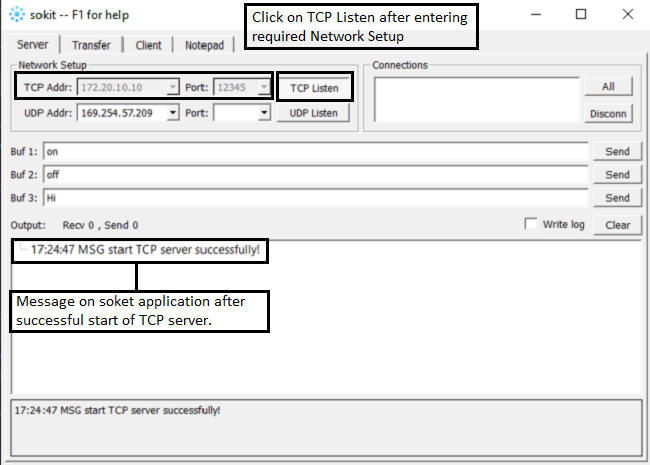 sokit -- F1 for help
Click on TCP Listen after entering
required Network Setup
Server Transfer Client Notepad
Network Setup
TCP Addr: 172.20.10.10 Port: 12345 TCP Listen
UDP Addr: 169.254.57.209 Port: UDP Listen
Connections
All
Disconn
Buf 1: on Send
Buf 2: off Send
Buf 3: Hi Send
Output: Recv 0 , Send 0 Write log Clear
17:24:47 MSG start TCP server successfully!
Message on soket application after
successful start of TCP server.
17:24:47 MSG start TCP server successfully!